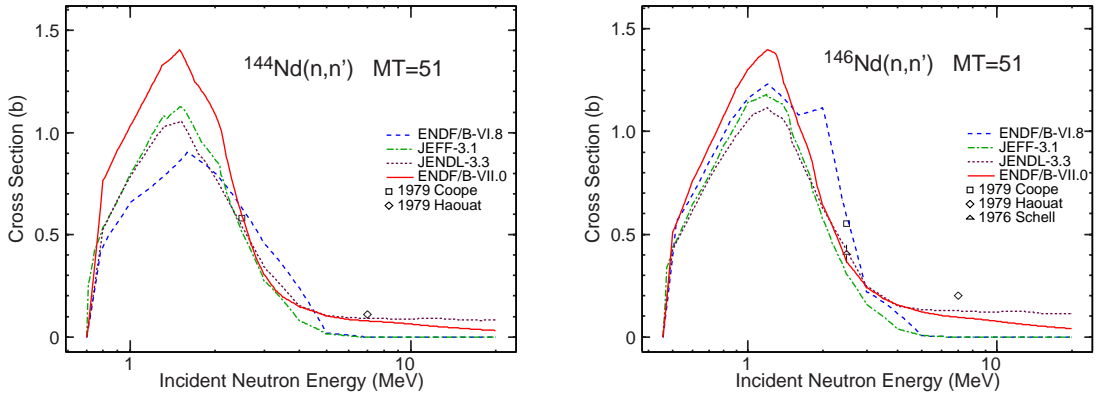 1.5
1.0
0.5
0
1
10
Cross Section (b)
Incident Neutron Energy (MeV)
¹⁴⁴Nd(n,n') MT=51
ENDF/B-VI.8
JEFF-3.1
JENDL-3.3
ENDF/B-VII.0
1979 Coope
1979 Haouat
1.5
1.0
0.5
0
1
10
Cross Section (b)
Incident Neutron Energy (MeV)
¹⁴⁶Nd(n,n') MT=51
ENDF/B-VI.8
JEFF-3.1
JENDL-3.3
ENDF/B-VII.0
1979 Coope
1979 Haouat
1976 Schell